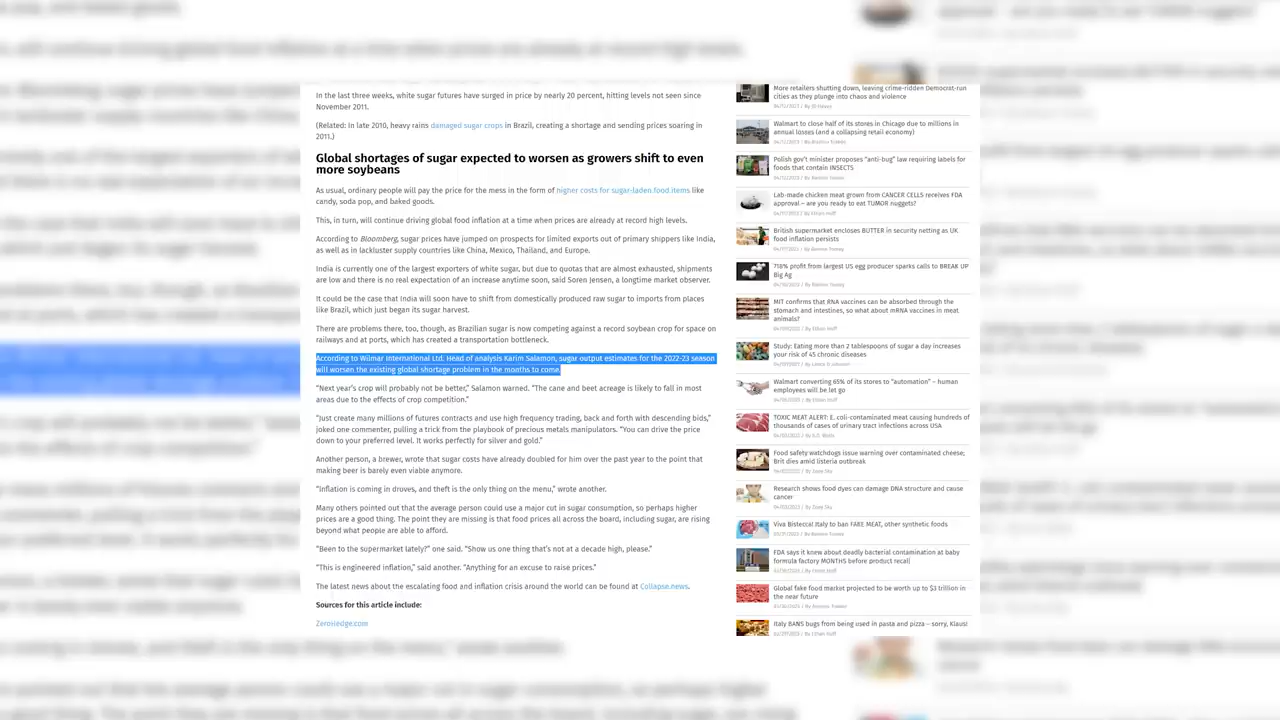 In the last three weeks, white sugar futures have surged in price by nearly 20 percent, hitting levels not seen since
November 2011.
(Related: In late 2010, heavy rains damaged sugar crops in Brazil, creating a shortage and sending prices soaring in
2011.)
Global shortages of sugar expected to worsen as growers shift to even
more soybeans
As usual, ordinary people will pay the price for the mess in the form of higher costs for sugar-laden food items like
candy, soda pop, and baked goods.
This, in turn, will continue driving global food inflation at a time when prices are already at record high levels.
According to Bloomberg, sugar prices have jumped on prospects for limited exports out of primary shippers like India,
as well as in lackluster supply countries like China, Mexico, Thailand, and Europe.
India is currently one of the largest exporters of white sugar, but due to quotas that are almost exhausted, shipments
are low and there is no real expectation of an increase anytime soon, said Soren Jensen, a longtime market observer.
It could be the case that India will soon have to shift from domestically produced raw sugar to imports from places
like Brazil, which just began its sugar harvest.
There are problems there, too, though, as Brazilian sugar is now competing against a record soybean crop for space on
railways and at ports, which has created a transportation bottleneck.
According to Wilmar International Ltd. Head of analysis Karim Salamon, sugar output estimates for the 2022-23 season
will worsen the existing global shortage problem in the months to come.
“Next year’s crop will probably not be better,” Salamon warned. “The cane and beet acreage is likely to fall in most
areas due to the effects of crop competition.”
“Just create many millions of futures contracts and use high frequency trading, back and forth with descending bids,”
joked one commenter, pulling a trick from the playbook of precious metals manipulators. “You can drive the price
down to your preferred level. It works perfectly for silver and gold.”
Another person, a brewer, wrote that sugar costs have already doubled for him over the past year to the point that
making beer is barely even viable anymore.
“Inflation is coming in droves, and theft is the only thing on the menu,” wrote another.
Many others pointed out that the average person could use a major cut in sugar consumption, so perhaps higher
prices are a good thing. The point they are missing is that food prices all across the board, including sugar, are rising
beyond what people are able to afford.
“Been to the supermarket lately?” one said. “Show us one thing that’s not at a decade high, please.”
“This is engineered inflation,” said another. “Anything for an excuse to raise prices.”
The latest news about the escalating food and inflation crisis around the world can be found at Collapse.news.
Sources for this article include:
ZeroHedge.com
More retailers shutting down, leaving crime-ridden Democrat-run
cities as they plunge into chaos and violence
Walmart to close half of its stores in Chicago due to millions in
annual losses (and a collapsing retail economy)
Polish gov’t minister proposes “anti-bug” law requiring labels for
foods that contain INSECTS
Lab-made chicken meat grown from CANCER CELLS receives FDA
approval – are you ready to eat TUMOR nuggets?
British supermarket encloses BUTTER in security netting as UK
food inflation persists
718% profit from largest US egg producer sparks calls to BREAK UP
Big Ag
MIT confirms that RNA vaccines can be absorbed through the
stomach and intestines, so what about mRNA vaccines in meat
animals?
Study: Eating more than 2 tablespoons of sugar a day increases
your risk of 45 chronic diseases
Walmart converting 65% of its stores to “automation” – human
employees will be let go
TOXIC MEAT ALERT: E. coli-contaminated meat causing hundreds of
thousands of cases of urinary tract infections across USA
Food safety watchdogs issue warning over contaminated cheese;
Brit dies amid listeria outbreak
Research shows food dyes can damage DNA structure and cause
cancer
Viva Bistecca! Italy to ban FAKE MEAT, other synthetic foods
FDA says it knew about deadly bacterial contamination at baby
formula factory MONTHS before product recall
Global fake food market projected to be worth up to $3 trillion in
the near future
Italy BANS bugs from being used in pasta and pizza – sorry, Klaus!